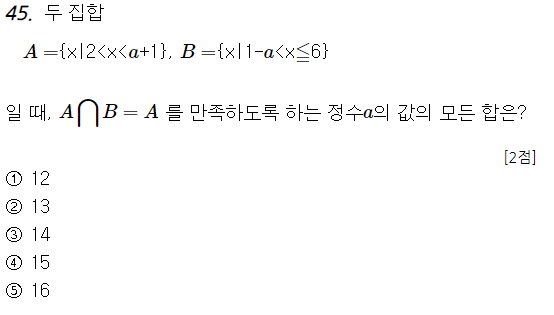 45. 두 집합
A={x|2<x<a+1}, B={x|1-a<x≦6}
일 때, A⋂B=A 를 만족하도록 하는 정수a의 값의 모든 합은?
[2점]
① 12
② 13
③ 14
④ 15
⑤ 16